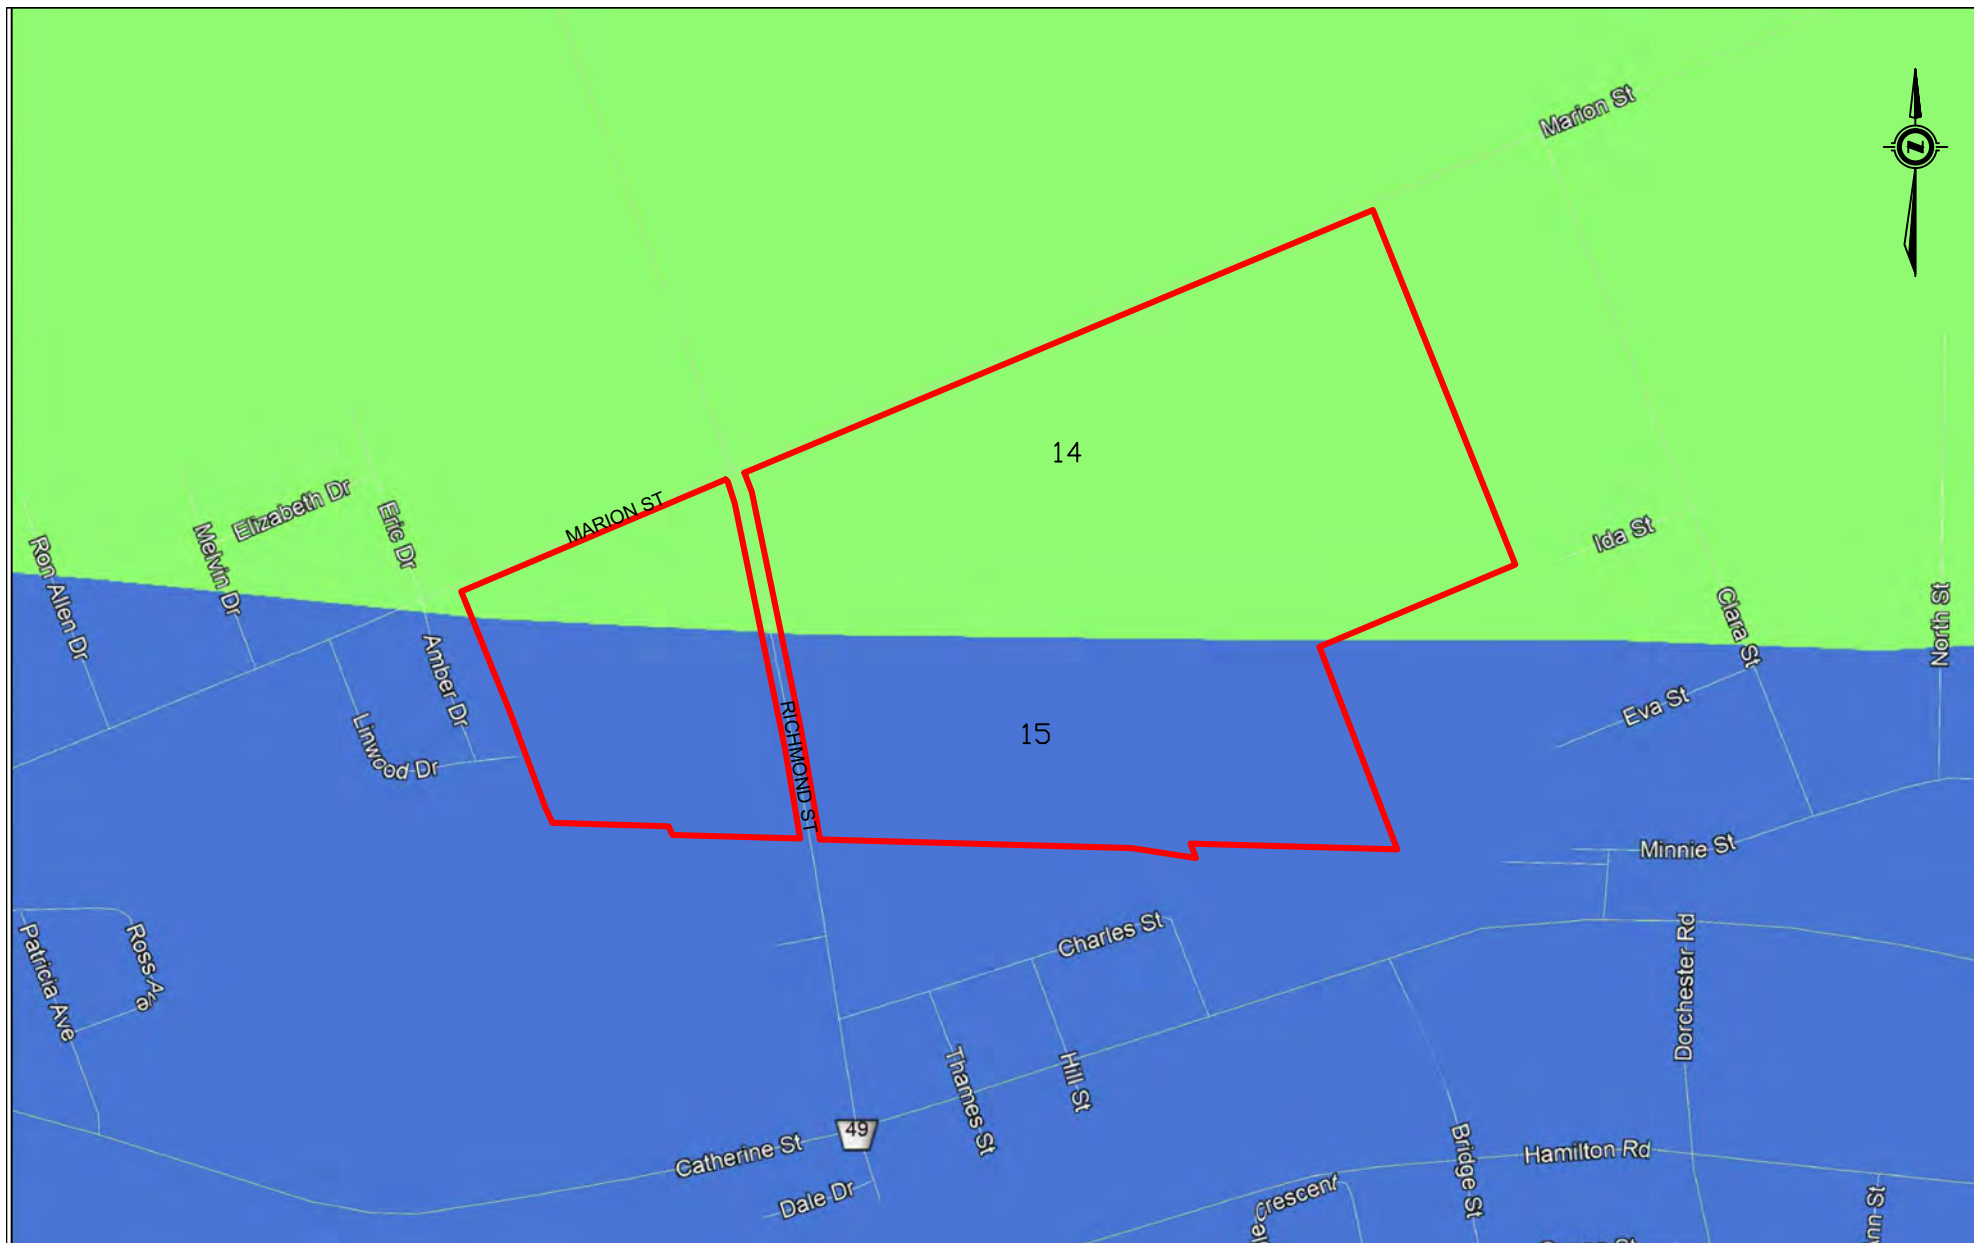 Marion St
N
14
Elizabeth Dr
MARION ST
Eric Dr
Melvin Dr
Ron Allen Dr
Ida St
Clara St
North St
Amber Dr
Linwood Dr
RICHMOND ST
15
Eva St
Minnie St
Patricia Ave
Ross Ave
Charles St
Dorchester Rd
Thames St
Hill St
49
Catherine St
Dale Dr
Bridge St
Hamilton Rd
Crescent
Ann St